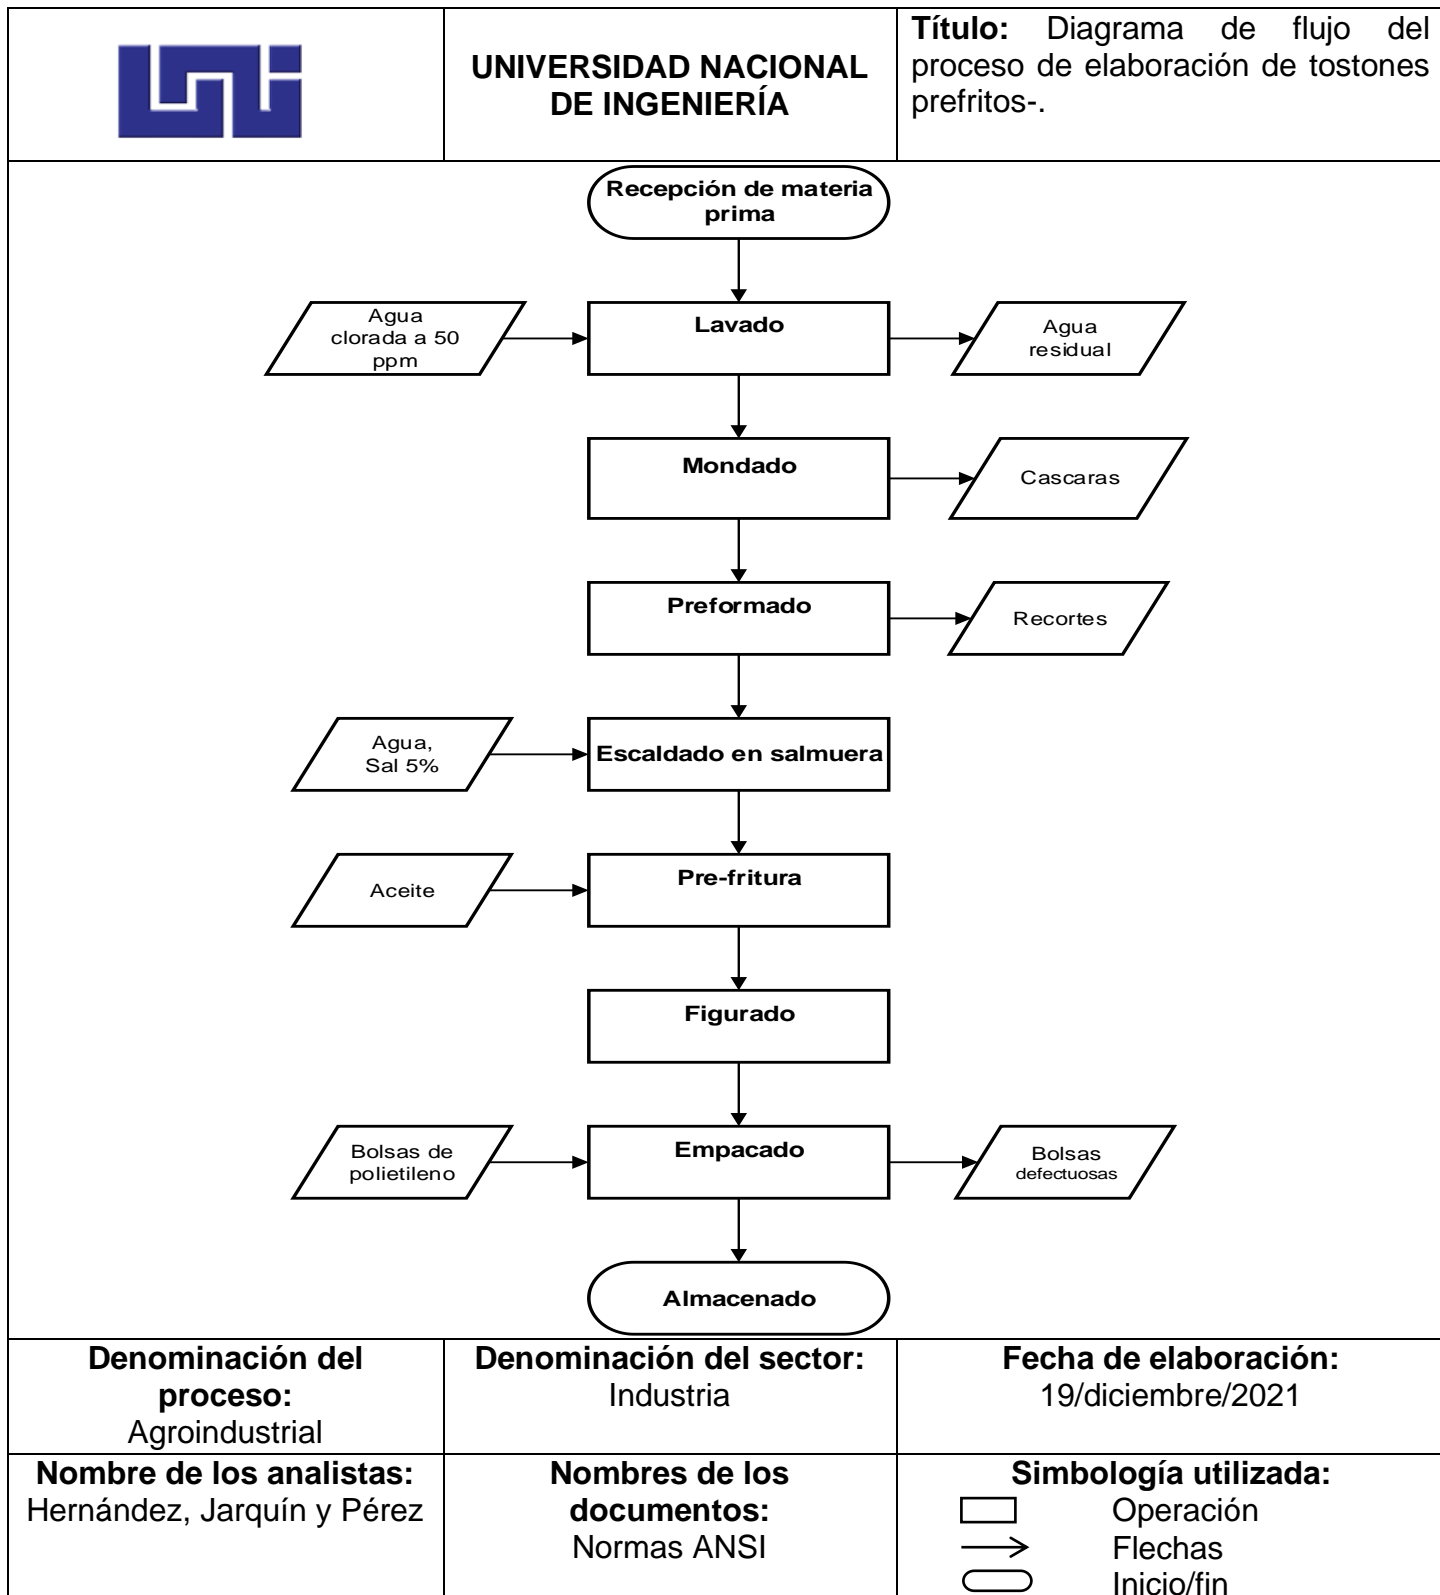 uni
UNIVERSIDAD NACIONAL
DE INGENIERÍA
Título: Diagrama de flujo del
proceso de elaboración de tostones
prefritos-.
Recepción de materia
prima
Agua
clorada a 50
ppm
Lavado
Agua
residual
Mondado
Cascaras
Preformado
Recortes
Agua,
Sal 5%
Escaldado en salmuera
Aceite
Pre-fritura
Figurado
Bolsas de
polietileno
Empacado
Bolsas
defectuosas
Almacenado
Denominación del
proceso:
Agroindustrial
Denominación del sector:
Industria
Fecha de elaboración:
19/diciembre/2021
Nombre de los analistas:
Hernández, Jarquín y Pérez
Nombres de los
documentos:
Normas ANSI
Simbología utilizada:
Operación
Flechas
Inicio/fin